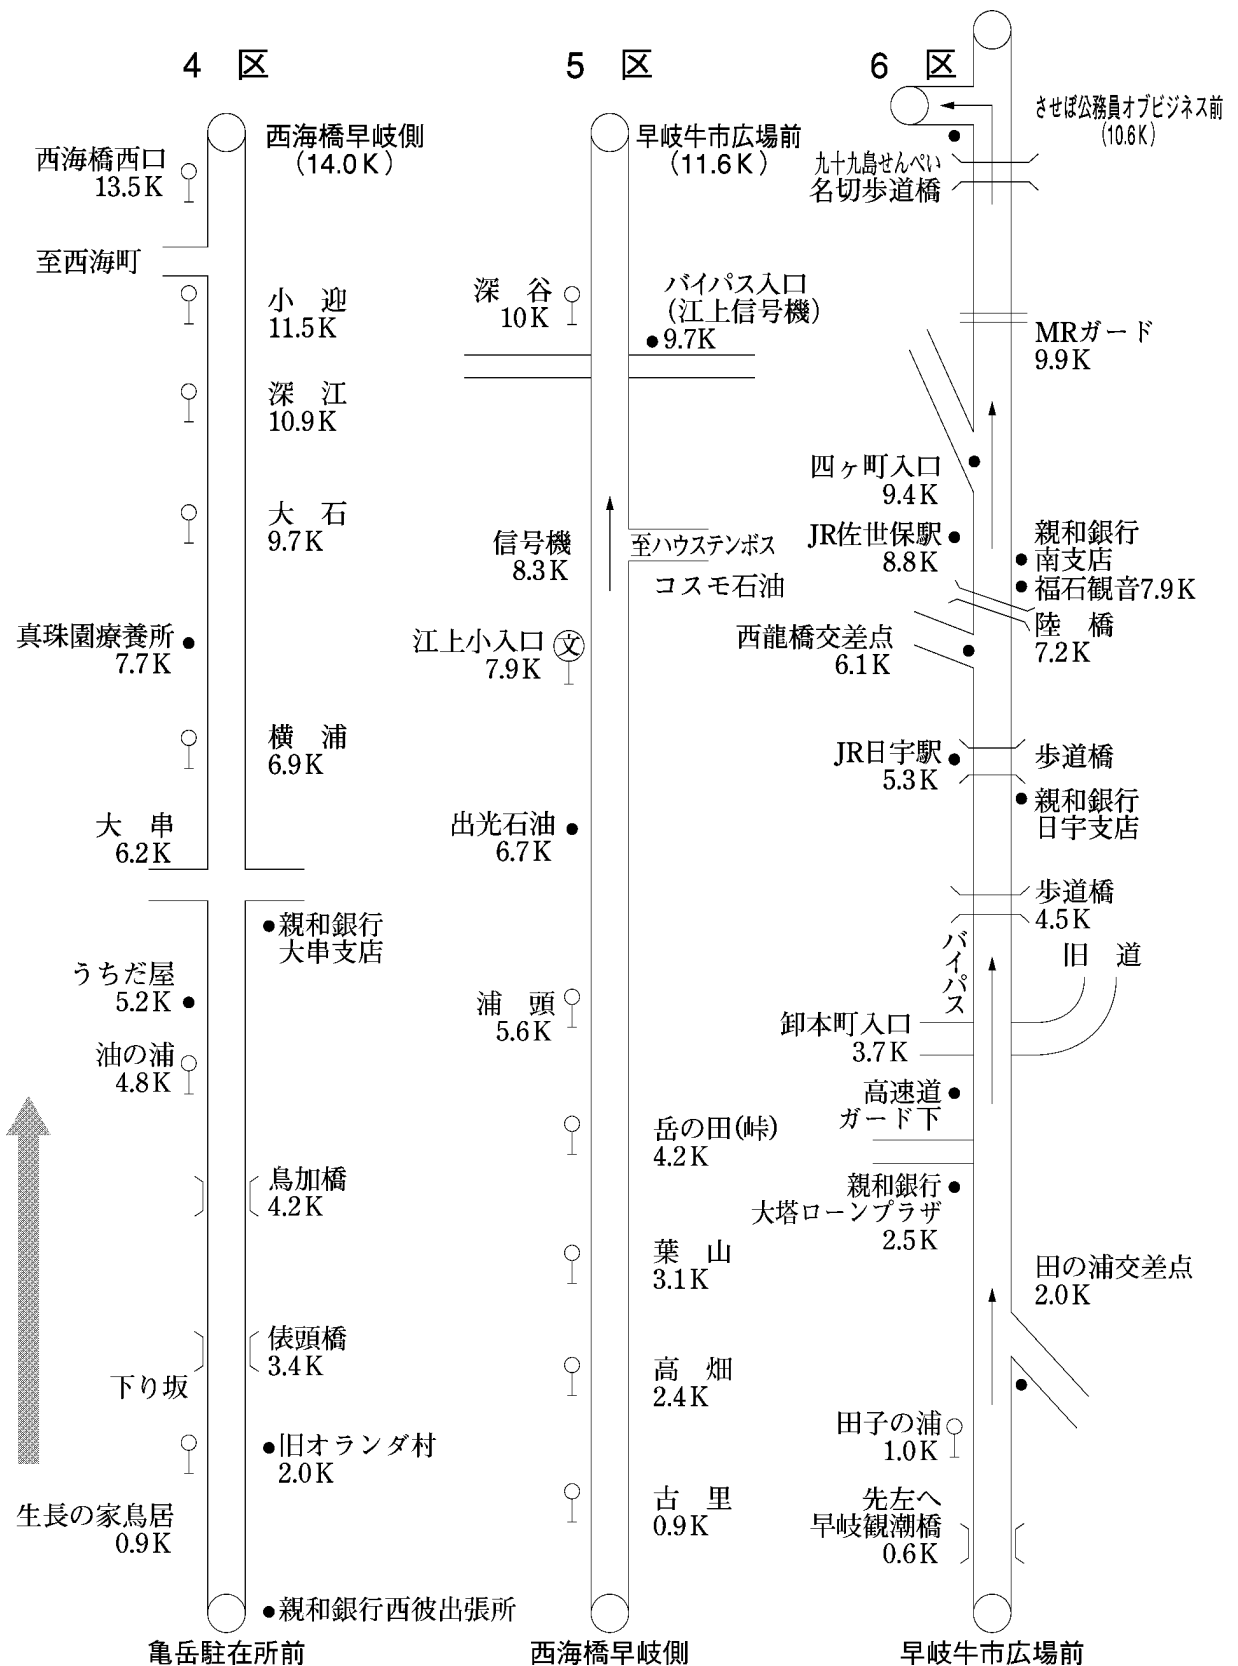 4　区
西海橋早岐側
（14.0K）
西海橋西口
13.5K
至西海町
小　迎
11.5K
深　江
10.9K
大　石
9.7K
真珠園療養所
7.7K
横　浦
6.9K
大　串
6.2K
親和銀行
大串支店
うちだ屋
5.2K
油の浦
4.8K
鳥加橋
4.2K
俵頭橋
3.4K
下り坂
旧オランダ村
2.0K
生長の家鳥居
0.9K
親和銀行西彼出張所
亀岳駐在所前
5　区
早岐牛市広場前
（11.6K）
深　谷
10K
バイパス入口
（江上信号機）
9.7K
信号機
8.3K
至ハウステンボス
コスモ石油
江上小入口
文
7.9K
出光石油
6.7K
浦　頭
5.6K
岳の田(峠)
4.2K
葉　山
3.1K
高　畑
2.4K
古　里
0.9K
西海橋早岐側
6　区
させぼ公務員オブビジネス前
（10.6K）
九十九島せんぺい
名切歩道橋
MRガード
9.9K
四ヶ町入口
9.4K
JR佐世保駅
8.8K
親和銀行
南支店
福石観音7.9K
陸　橋
7.2K
西龍橋交差点
6.1K
JR日宇駅
5.3K
歩道橋
親和銀行
日宇支店
歩道橋
4.5K
バイパス
旧　道
卸本町入口
3.7K
高速道
ガード下
親和銀行
大塔ローンプラザ
2.5K
田の浦交差点
2.0K
田子の浦
1.0K
先左へ
早岐観潮橋
0.6K
早岐牛市広場前